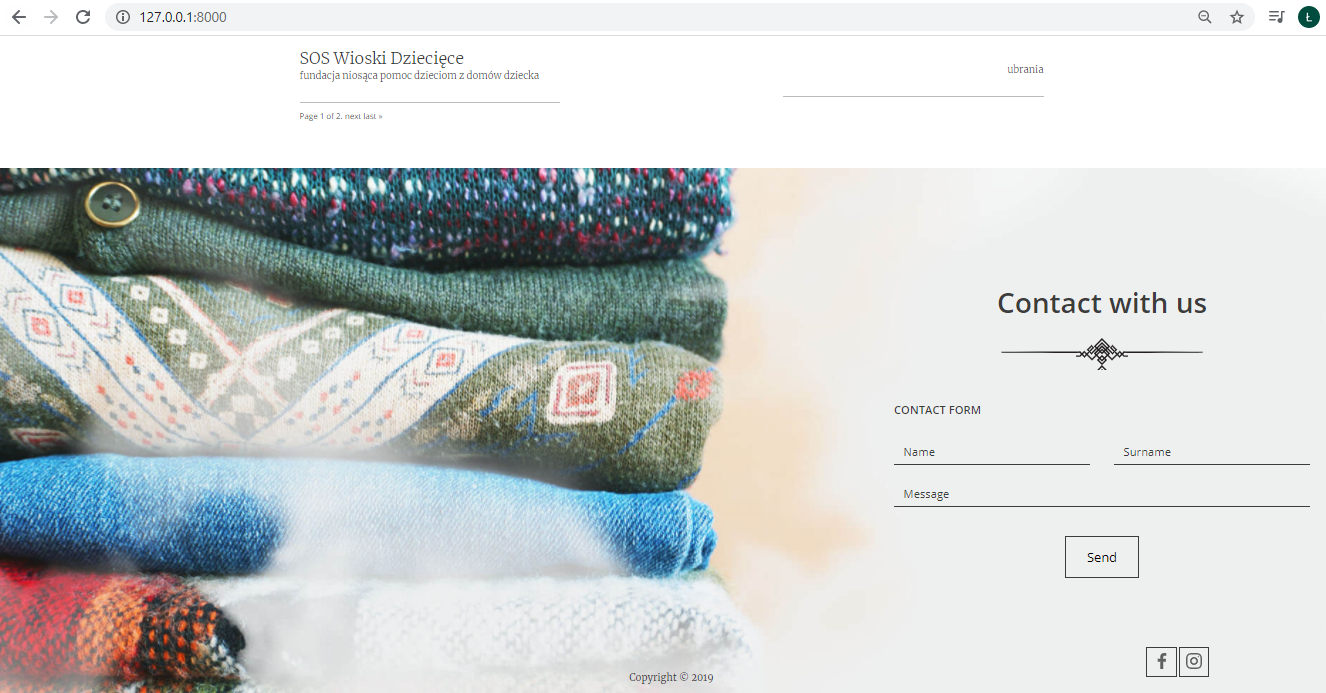 127.0.0.1:8000
Ł
SOS Wioski Dziecięce
fundacja niosąca pomoc dzieciom z domów dziecka
ubrania
Page 1 of 2. next last »
Contact with us
CONTACT FORM
Name Surname
Message
Send
Copyright © 2019